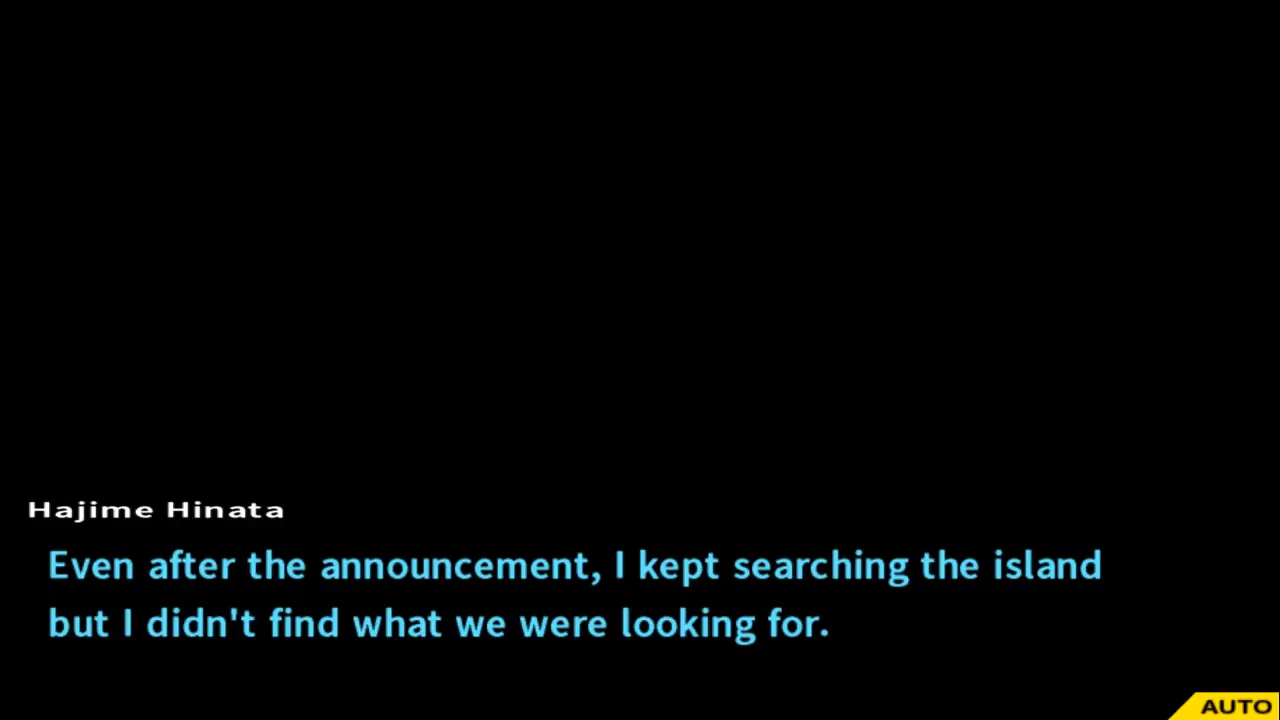 Hajime Hinata
Even after the announcement, I kept searching the island
but I didn't find what we were looking for.
AUTO